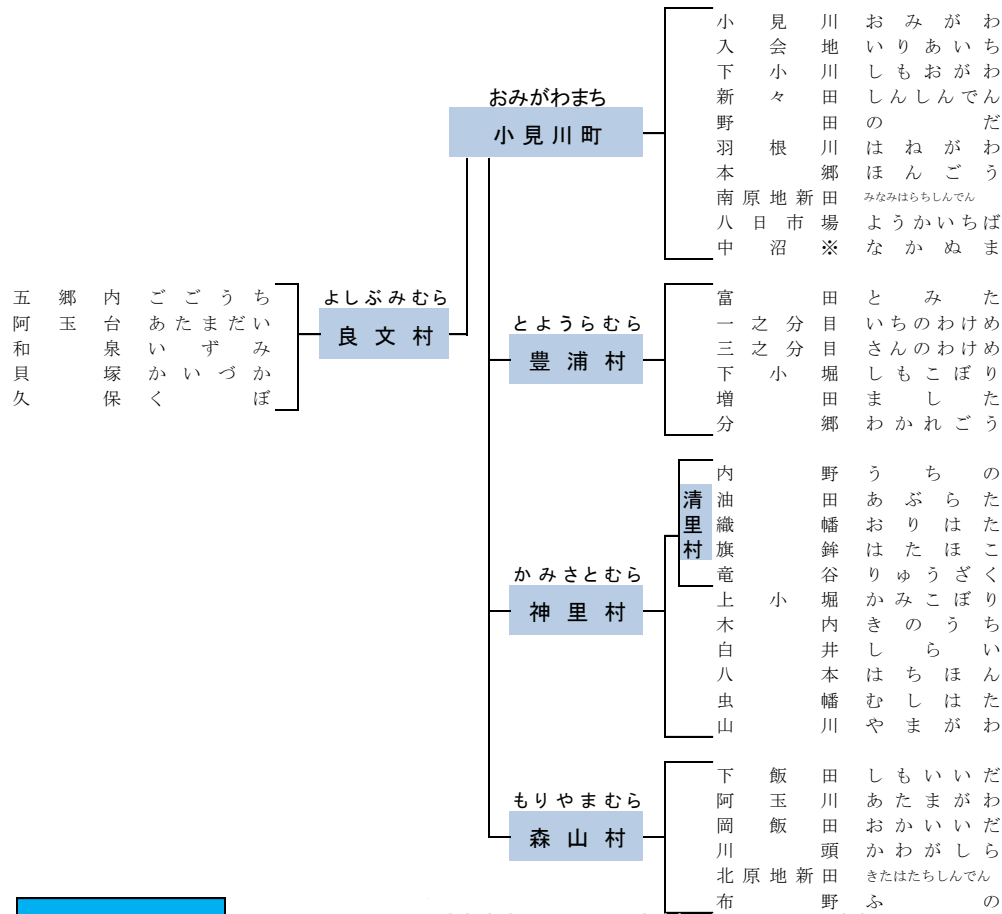 おみがわまち
小見川町
小見川 おみがわ
入会地 いりあいち
下小川 しもおがわ
新々田 しんしんでん
野田 のだ
羽根川 はねがわ
本郷 ほんごう
南原地新田 みなみはらちしんでん
八日市場 ようかいちば
中沼※ なかぬま
よしぶみむら
良文村
五郷内 ごごうち
阿玉台 あたまだい
和泉 いずみ
貝塚 かいづか
久保 くぼ
とようらむら
豊浦村
富田 とみた
一之分目 いちのわけめ
三之分目 さんのわけめ
下小堀 しもこぼり
増田 ました
分郷 わかれごう
かみさとむら
神里村
清里村
内野 うちの
油田 あぶらた
織幡 おりはた
旗鉾 はたほこ
竜谷 りゅうざく
上小堀 かみこぼり
木内 きのうち
白井 しらい
八本 はちほん
虫幡 むしはた
山川 やまがわ
もりやまむら
森山村
下飯田 しもいいだ
阿玉川 あたまがわ
岡飯田 おかいいだ
川頭 かわがしら
北原地新田 きたはたちしんでん
布野 ふの